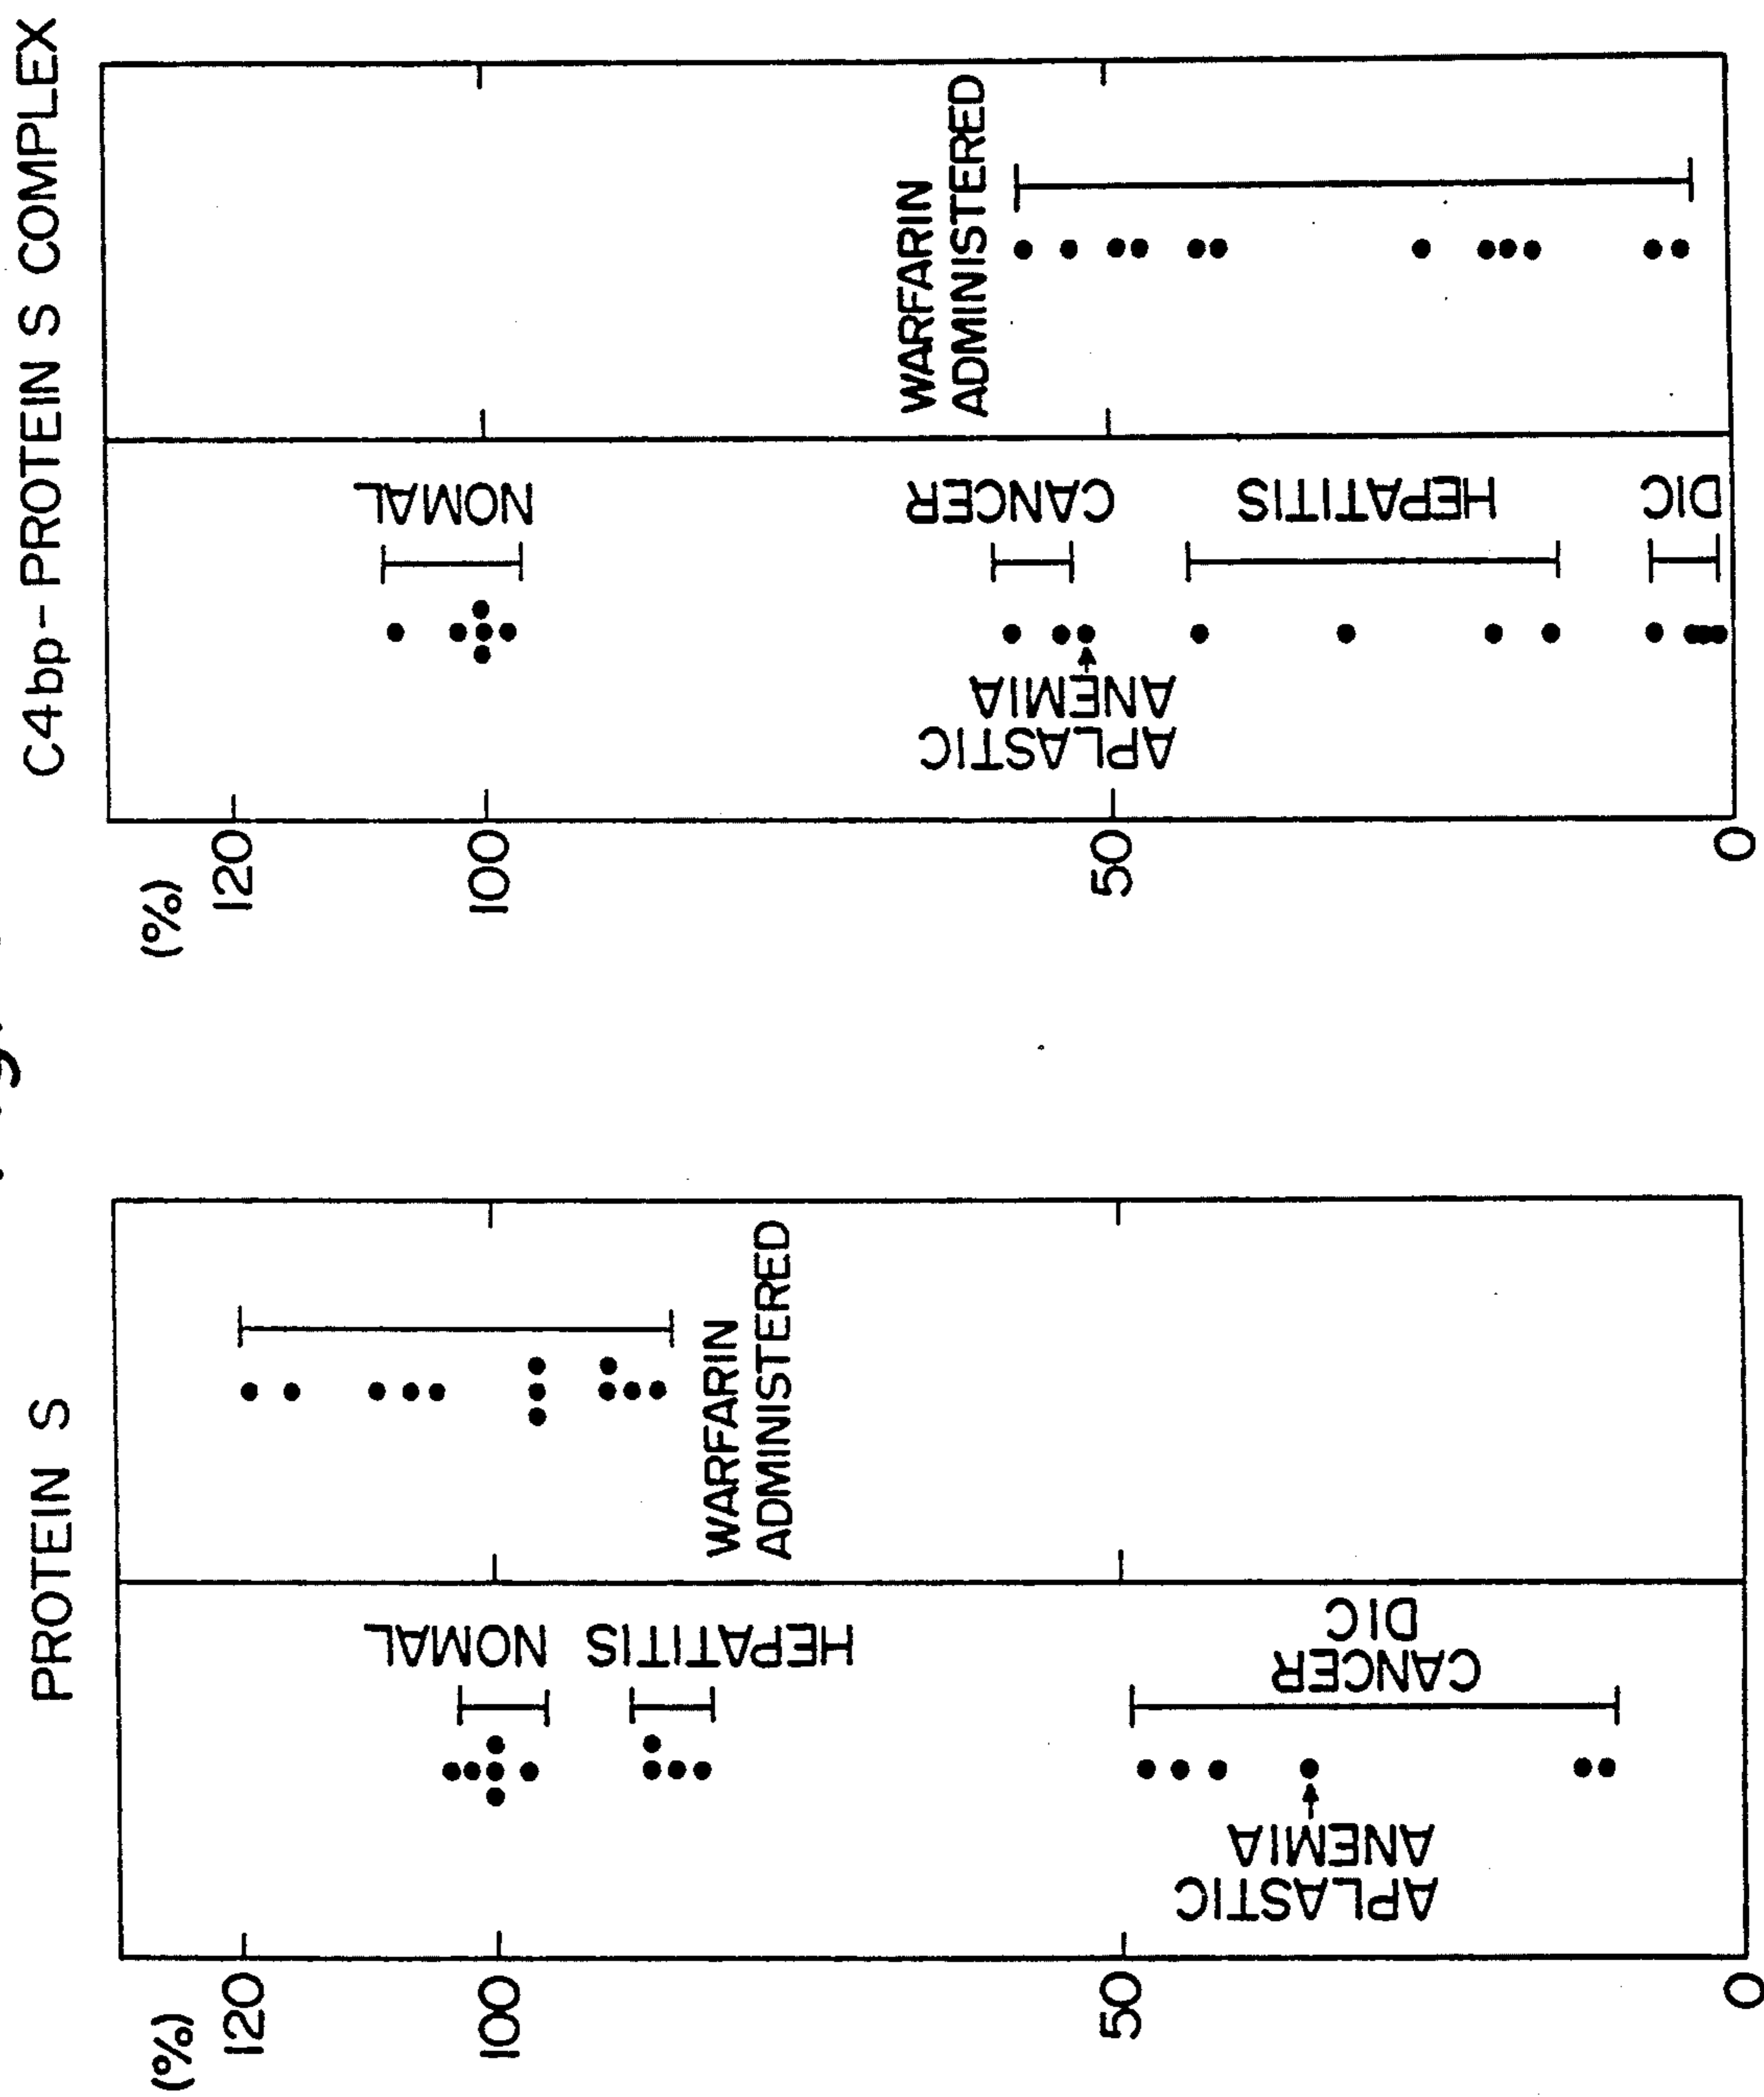 PROTEIN S
(%)
120
100
50
0
NOMAL
HEPATITIS
CANCER
DIC
APLASTIC
ANEMIA
WARFARIN
ADMINISTERED
C4bp-PROTEIN S COMPLEX
(%)
120
100
50
0
NOMAL
CANCER
APLASTIC
ANEMIA
HEPATITIS
DIC
WARFARIN
ADMINISTERED